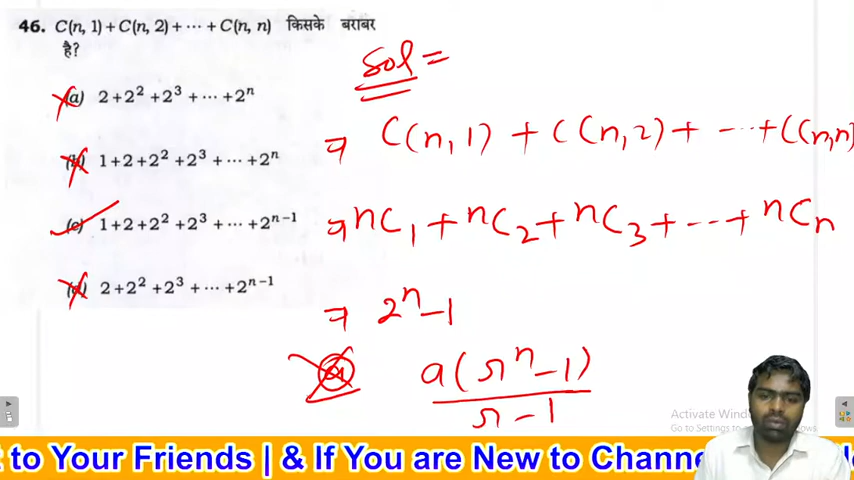 46. C(n, 1) + C(n, 2) + ⋯ + C(n, n) किसके बराबर
है?
(a) 2 + 2² + 2³ + ⋯ + 2ⁿ
(b) 1 + 2 + 2² + 2³ + ⋯ + 2ⁿ
(c) 1 + 2 + 2² + 2³ + ⋯ + 2ⁿ⁻¹
(d) 2 + 2² + 2³ + ⋯ + 2ⁿ⁻¹
Sol =
⇒ C(n,1) + C(n,2) + ⋯ + C(n,n)
⇒ nC₁ + nC₂ + nC₃ + ⋯ + nCn
⇒ 2ⁿ - 1
(a) a(rⁿ - 1)
r - 1
Activate Wind
Go to Settings to
t to Your Friends | & If You are New to Channe